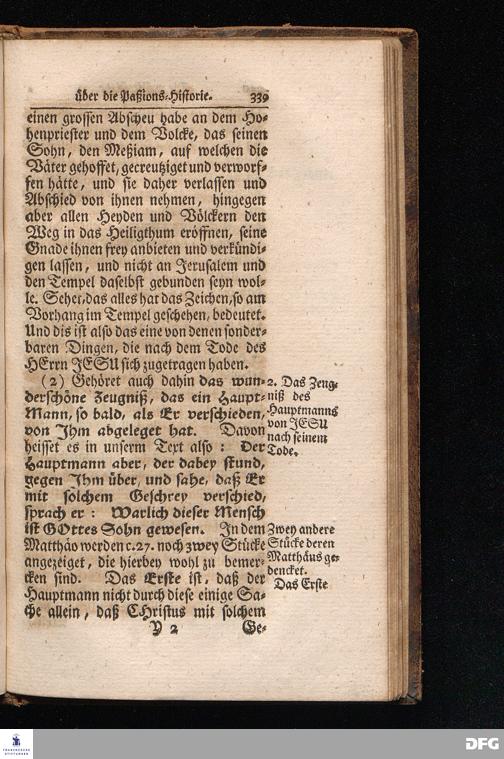 über die Paßions-Historie. 339
einen grossen Abscheu habe an dem Ho-
henpriester und dem Volcke, das seinen
Sohn, den Meßiam, auf welchen die
Väter gehoffet, gecreutziget und verworf-
fen hätte, und sie daher verlassen und
Abschied von ihnen nehmen, hingegen
aber allen Heyden und Völckern den
Weg in das Heiligthum eröffnen, seine
Gnade ihnen frey anbieten und verkündi-
gen lassen, und nicht an Jerusalem und
den Tempel daselbst gebunden seyn wol-
le. Sehet, das alles hat das Zeichen, so am
Vorhang im Tempel geschehen, bedeutet.
Und dis ist also das eine von denen sonder-
baren Dingen, die nach dem Tode des
HErrn JESU sich zugetragen haben.
(2) Gehöret auch dahin das wun-
derschöne Zeugniß, das ein Haupt-
Mann, so bald, als Er verschieden,
von Ihm abgeleget hat. Davon
heisset es in unserm Text also: Der
Hauptmann aber, der dabey stund,
gegen Ihm über, und sahe, daß Er
mit solchem Geschrey verschied,
sprach er: Warlich dieser Mensch
ist GOttes Sohn gewesen. In dem
Matthäo werden c. 27. noch zwey Stücke
angezeiget, die hierbey wohl zu bemer-
cken sind. Das Erste ist, daß der
Hauptmann nicht durch diese einige Sa-
che allein, daß CHristus mit solchem
Y 2 Ge-
2. Das Zeug-
niß des
Hauptmanns
von JESU
nach seinem
Tode.
Zwey andere
Stücke deren
Matthäus ge-
dencket.
Das Erste
FRANCKESCHE
STIFTUNGEN
DFG